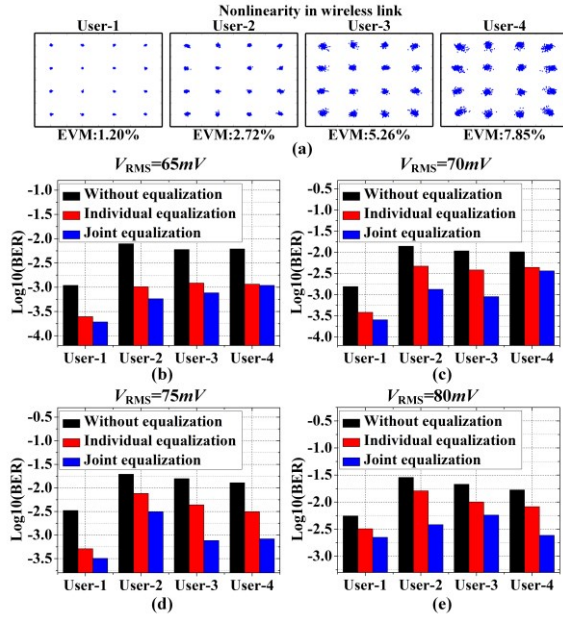 Nonlinearity in wireless link
User-1 User-2 User-3 User-4
EVM:1.20% EVM:2.72% EVM:5.26% EVM:7.85%
(a)
VRMS=65mV
Log10(BER)
-1.0
-1.5
-2.0
-2.5
-3.0
-3.5
-4.0
Without equalization
Individual equalization
Joint equalization
User-1 User-2 User-3 User-4
(b)
VRMS=70mV
Log10(BER)
-0.5
-1.0
-1.5
-2.0
-2.5
-3.0
-3.5
-4.0
Without equalization
Individual equalization
Joint equalization
User-1 User-2 User-3 User-4
(c)
VRMS=75mV
Log10(BER)
-0.5
-1.0
-1.5
-2.0
-2.5
-3.0
-3.5
Without equalization
Individual equalization
Joint equalization
User-1 User-2 User-3 User-4
(d)
VRMS=80mV
Log10(BER)
-0.5
-1.0
-1.5
-2.0
-2.5
-3.0
Without equalization
Individual equalization
Joint equalization
User-1 User-2 User-3 User-4
(e)